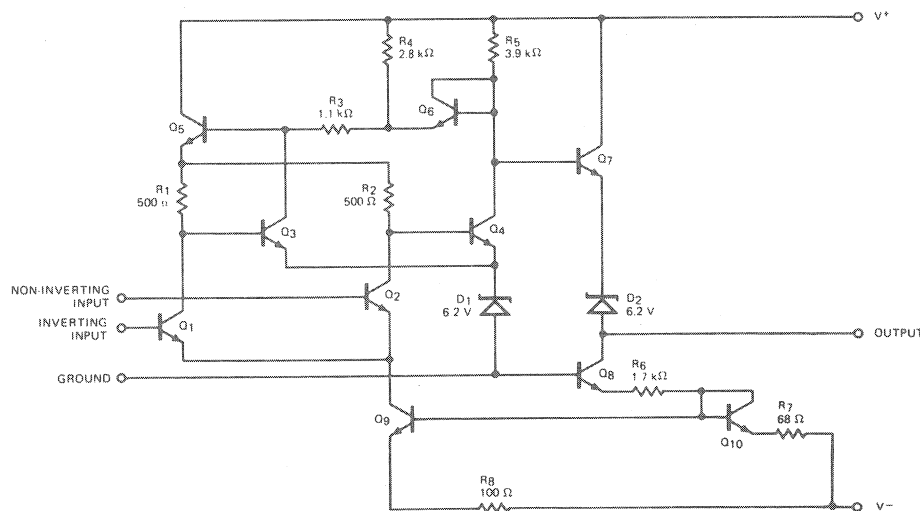 V+
R4
2.8 kΩ
R5
3.9 kΩ
R3
1.1 kΩ
Q6
Q5
Q7
R1
500 Ω
R2
500 Ω
Q3
Q4
NON-INVERTING
INPUT
Q2
D1
6.2 V
D2
6.2 V
INVERTING
INPUT
Q1
OUTPUT
GROUND
Q8
R6
1.7 kΩ
Q9
Q10
R7
68 Ω
R8
100 Ω
V−